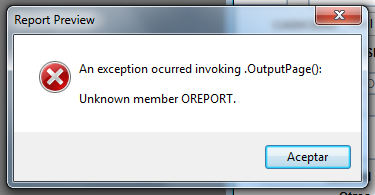 Report Preview
An exception ocurred invoking .OutputPage():
Unknown member OREPORT.
Aceptar